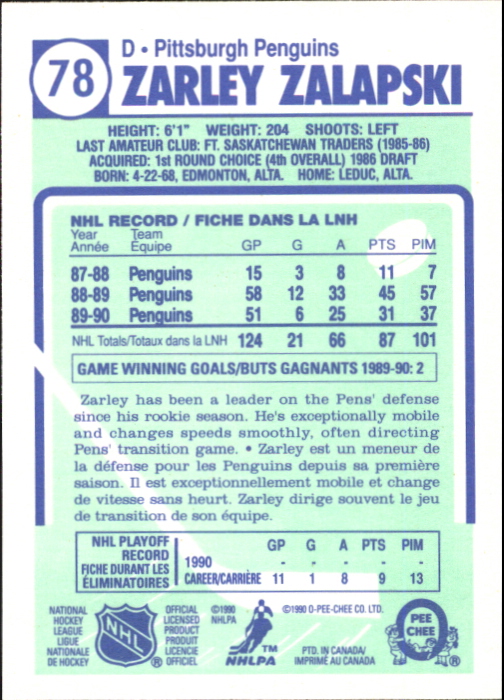 78
D • Pittsburgh Penguins
ZARLEY ZALAPSKI
HEIGHT: 6'1" WEIGHT: 204 SHOOTS: LEFT
LAST AMATEUR CLUB: FT. SASKATCHEWAN TRADERS (1985-86)
ACQUIRED: 1st ROUND CHOICE (4th OVERALL) 1986 DRAFT
BORN: 4-22-68, EDMONTON, ALTA. HOME: LEDUC, ALTA.
NHL RECORD / FICHE DANS LA LNH
Year Team
Année Équipe GP G A PTS PIM
87-88 Penguins 15 3 8 11 7
88-89 Penguins 58 12 33 45 57
89-90 Penguins 51 6 25 31 37
NHL Totals/Totaux dans la LNH 124 21 66 87 101
GAME WINNING GOALS/BUTS GAGNANTS 1989-90: 2
Zarley has been a leader on the Pens' defense
since his rookie season. He's exceptionally mobile
and changes speeds smoothly, often directing
Pens' transition game. • Zarley est un meneur de
la défense pour les Penguins depuis sa première
saison. Il est exceptionnellement mobile et change
de vitesse sans heurt. Zarley dirige souvent le jeu
de transition de son équipe.
NHL PLAYOFF
RECORD
FICHE DURANT LES
ÉLIMINATOIRES
GP G A PTS PIM
1990 - - - - -
CAREER/CARRIÈRE 11 1 8 9 13
NATIONAL
HOCKEY
LEAGUE
LIGUE
NATIONALE
DE HOCKEY
NHL
®
OFFICIAL
LICENSED
PRODUCT
PRODUIT
LICENCIE
OFFICIEL
©1990
NHLPA
TM
NHLPA
©1990 O-PEE-CHEE CO. LTD.
PTD. IN CANADA/
IMPRIMÉ AU CANADA
O
PEE
CHEE
®